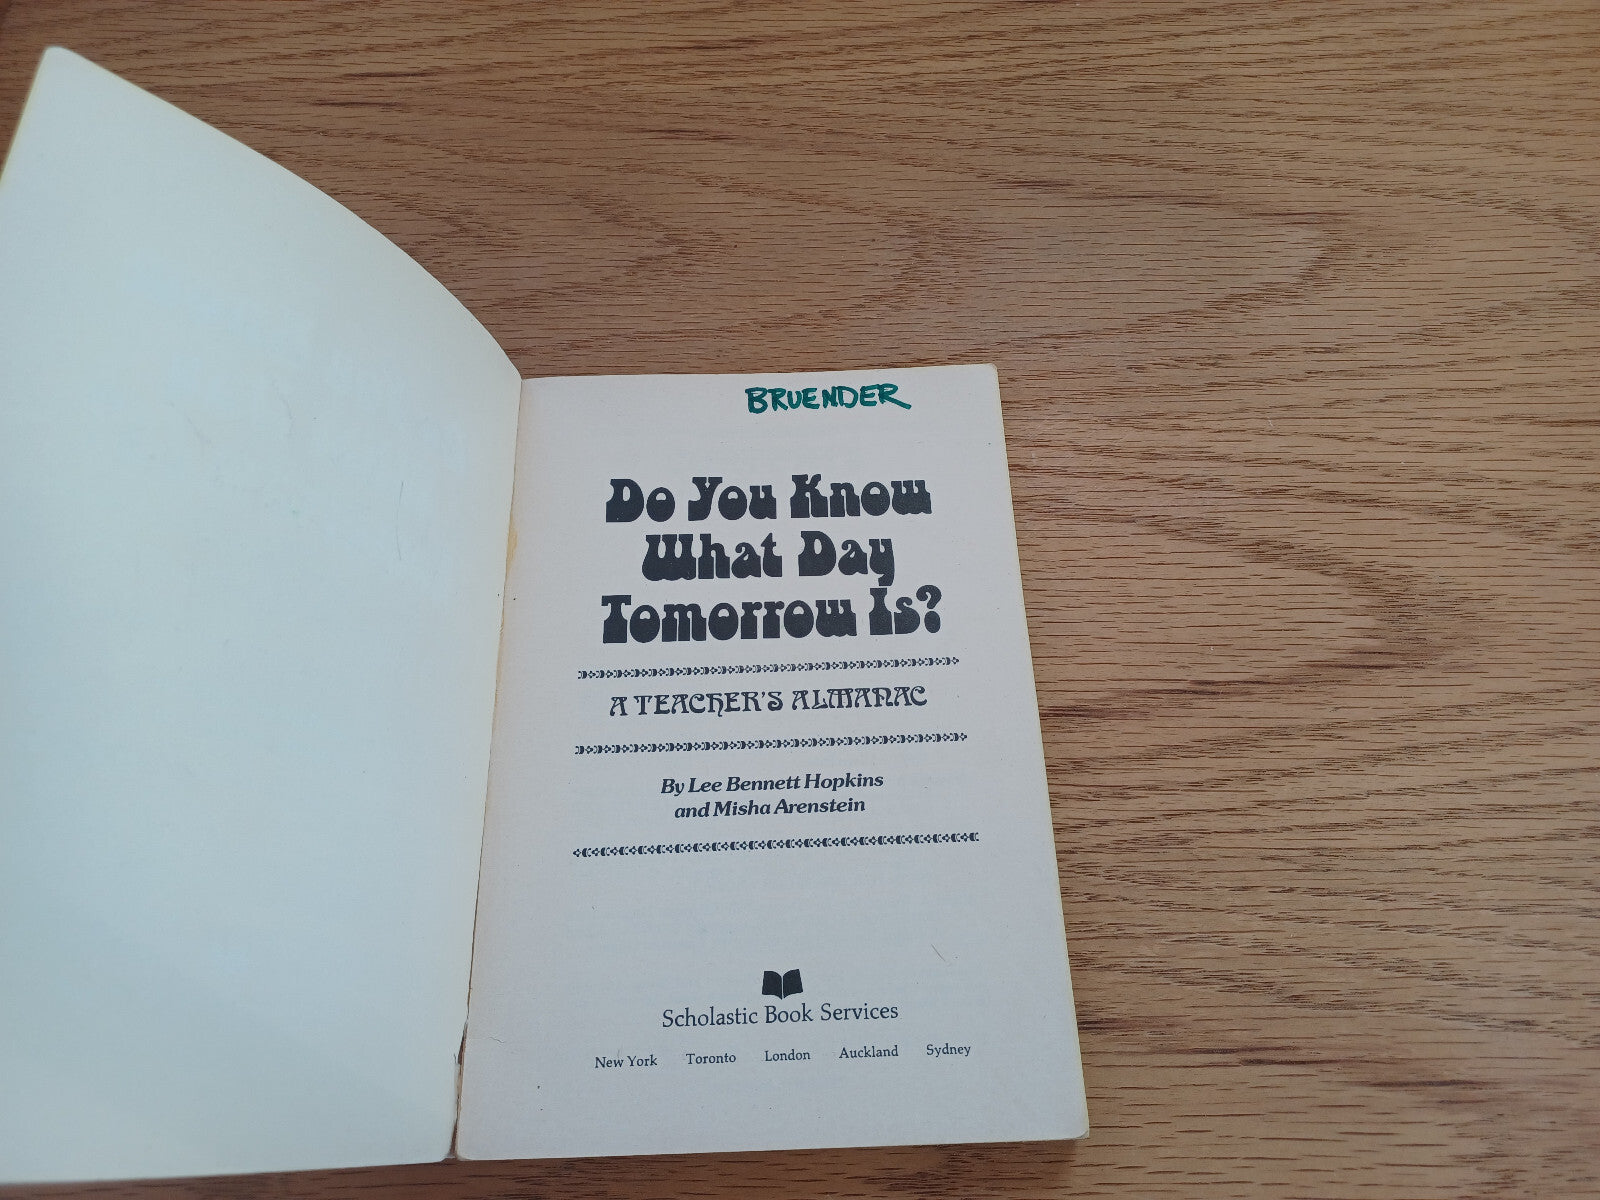 BRUENDER
Do You Know
What Day
Tomorrow Is?
A TEACHER'S ALMANAC
By Lee Bennett Hopkins
and Misha Arenstein
Scholastic Book Services
New York Toronto London Auckland Sydney